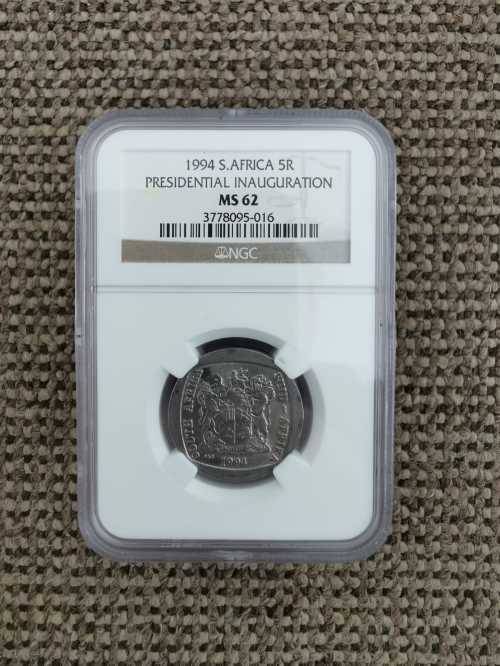 1994 S.AFRICA 5R
PRESIDENTIAL INAUGURATION
MS 62
3778095-016
NGC
SOUTH AFRICA
1994